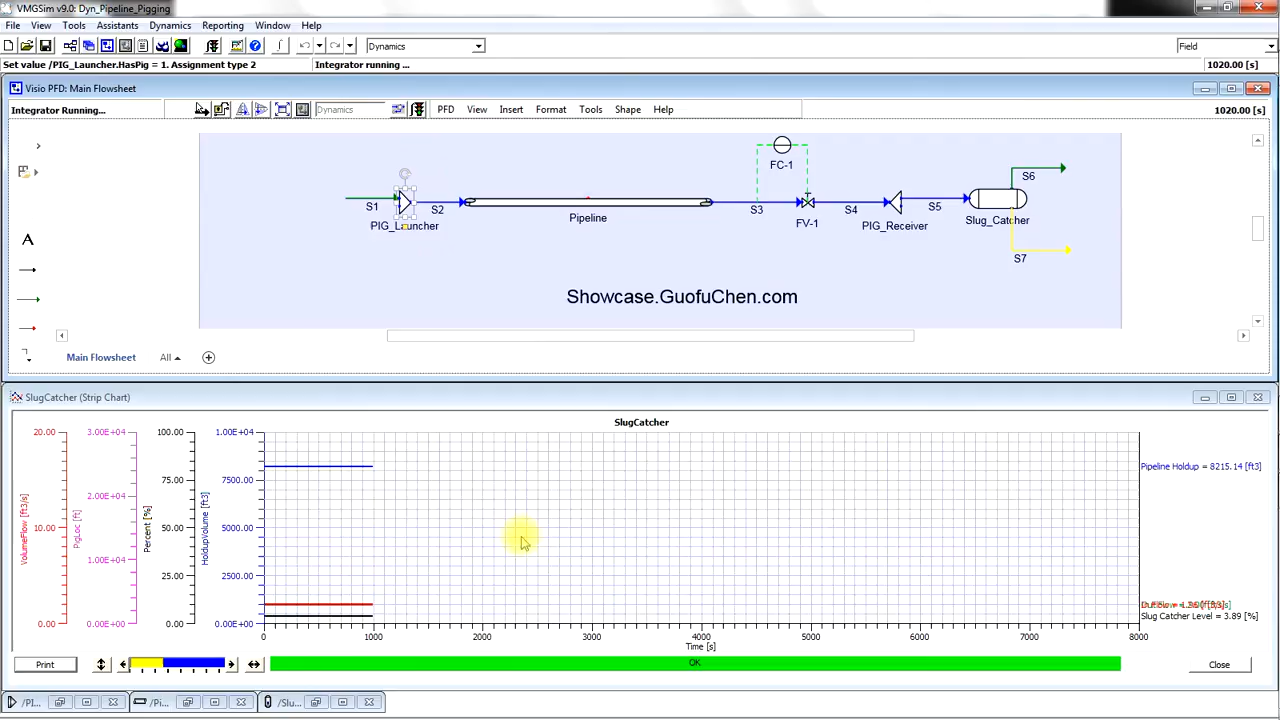 VMGSim v9.0: Dyn_Pipeline_Pigging
File View Tools Assistants Dynamics Reporting Window Help
Dynamics Field
Set value /PIG_Launcher.HasPig = 1. Assignment type 2 Integrator running ... 1020.00 [s]
Visio PFD: Main Flowsheet
Integrator Running... Dynamics PFD View Insert Format Tools Shape Help 1020.00 [s]
FC-1
S6
S1 S2 S3 S4 S5
Pipeline
PIG_Launcher FV-1 PIG_Receiver Slug_Catcher
A
S7
Showcase.GuofuChen.com
Main Flowsheet All
SlugCatcher (Strip Chart)
SlugCatcher
20.00 3.00E+04 100.00 1.00E+04
Pipeline Holdup = 8215.14 [ft3]
75.00 7500.00
2.00E+04
VolumeFlow [ft3/s] PigLoc [ft] Percent [%] HoldupVolume [ft3]
10.00 50.00 5000.00
1.00E+04
25.00 2500.00
Slug Catcher Level = 3.89 [%]
0.00 0.00E+00 0.00 0.00E+00
0 1000 2000 3000 4000 5000 6000 7000 8000
Time [s]
Print OK Close
/PI... /Pi... /Slu...